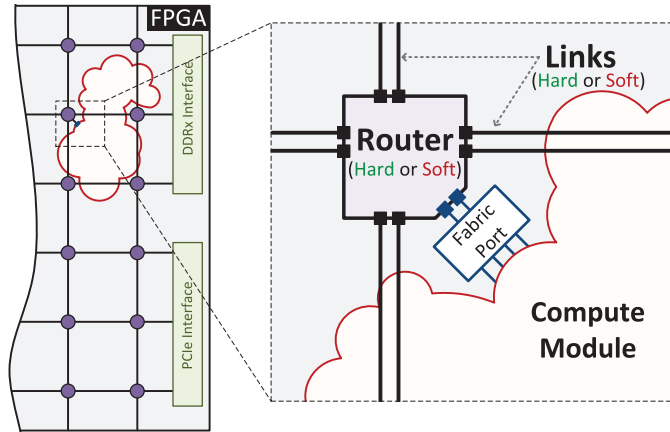 FPGA
DDRx Interface
PCIe Interface
Links
(Hard or Soft)
Router
(Hard or Soft)
Fabric
Port
Compute
Module